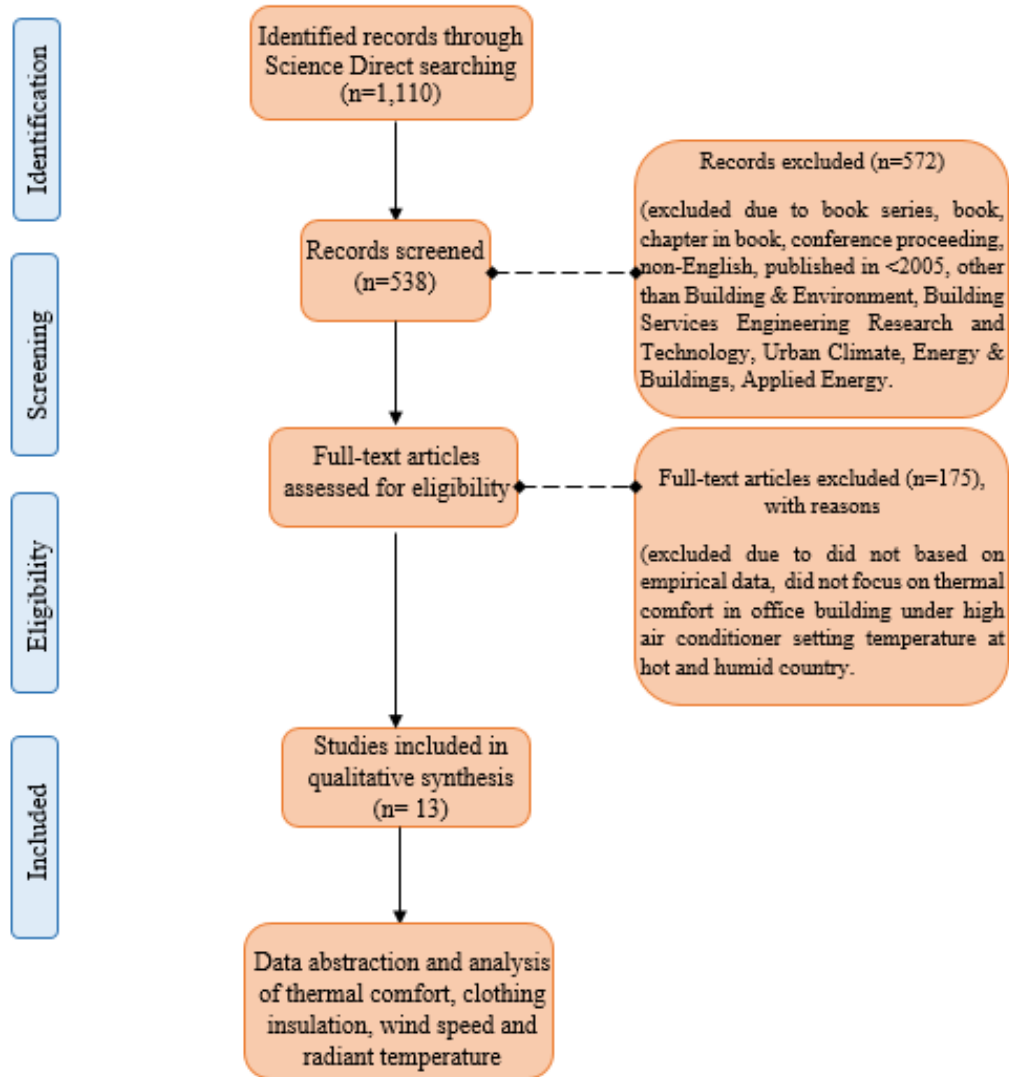 Identification
Identified records through
Science Direct searching
(n=1,110)
Screening
Records screened
(n=538)
Records excluded (n=572)
(excluded due to book series, book,
chapter in book, conference proceeding,
non-English, published in <2005, other
than Building & Environment, Building
Services Engineering Research and
Technology, Urban Climate, Energy &
Buildings, Applied Energy.
Eligibility
Full-text articles
assessed for eligibility
Full-text articles excluded (n=175),
with reasons
(excluded due to did not based on
empirical data, did not focus on thermal
comfort in office building under high
air conditioner setting temperature at
hot and humid country.
Included
Studies included in
qualitative synthesis
(n= 13)
Data abstraction and analysis
of thermal comfort, clothing
insulation, wind speed and
radiant temperature